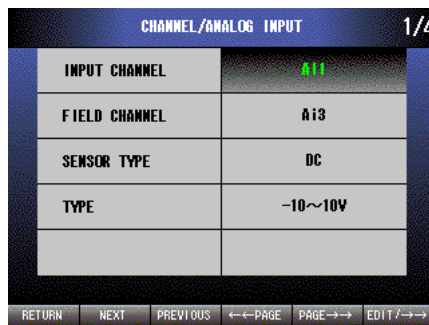 CHANNEL/ANALOG INPUT 1/4
INPUT CHANNEL AI1
FIELD CHANNEL Ai3
SENSOR TYPE DC
TYPE -10～10V
RETURN NEXT PREVIOUS ←←PAGE PAGE→→ EDIT/→→